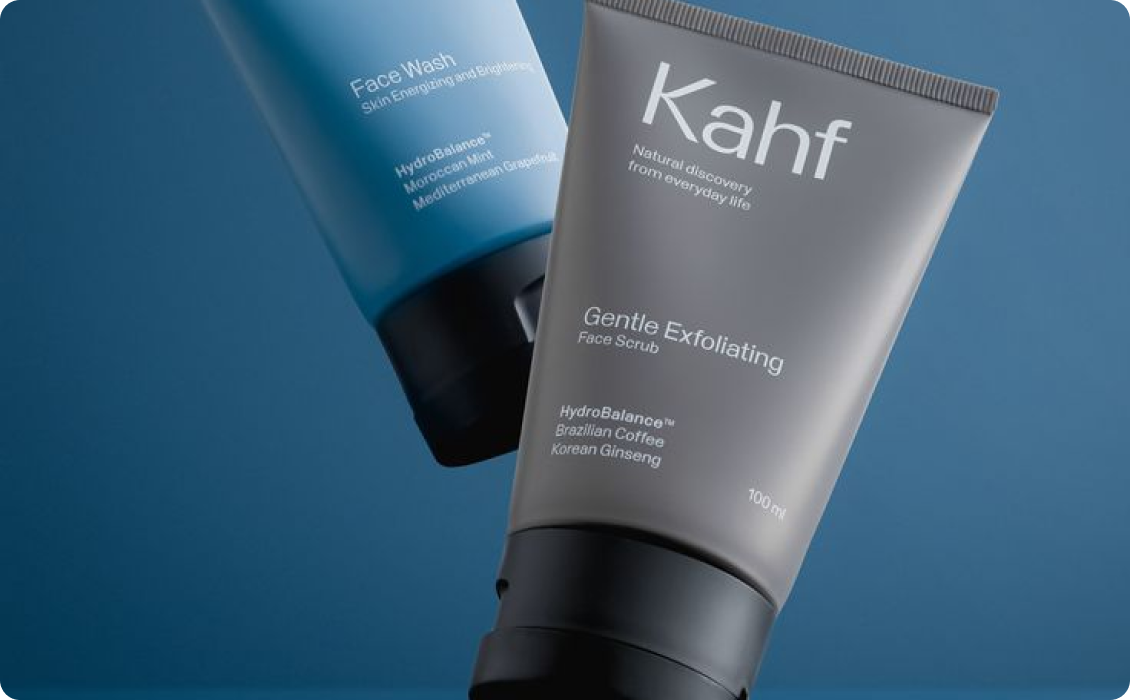 Face Wash
Skin Energizing and Brightening
HydroBalance™
Moroccan Mint
Mediterranean Grapefruit
Kahf
Natural discovery
from everyday life
Gentle Exfoliating
Face Scrub
HydroBalance™
Brazilian Coffee
Korean Ginseng
100 ml